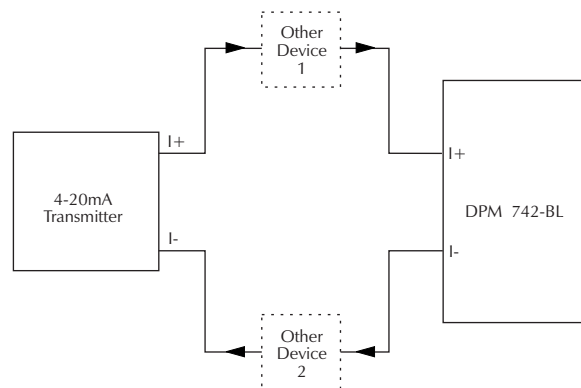 Other
Device
1
I+
I+
4-20mA
Transmitter
DPM 742-BL
I-
I-
Other
Device
2